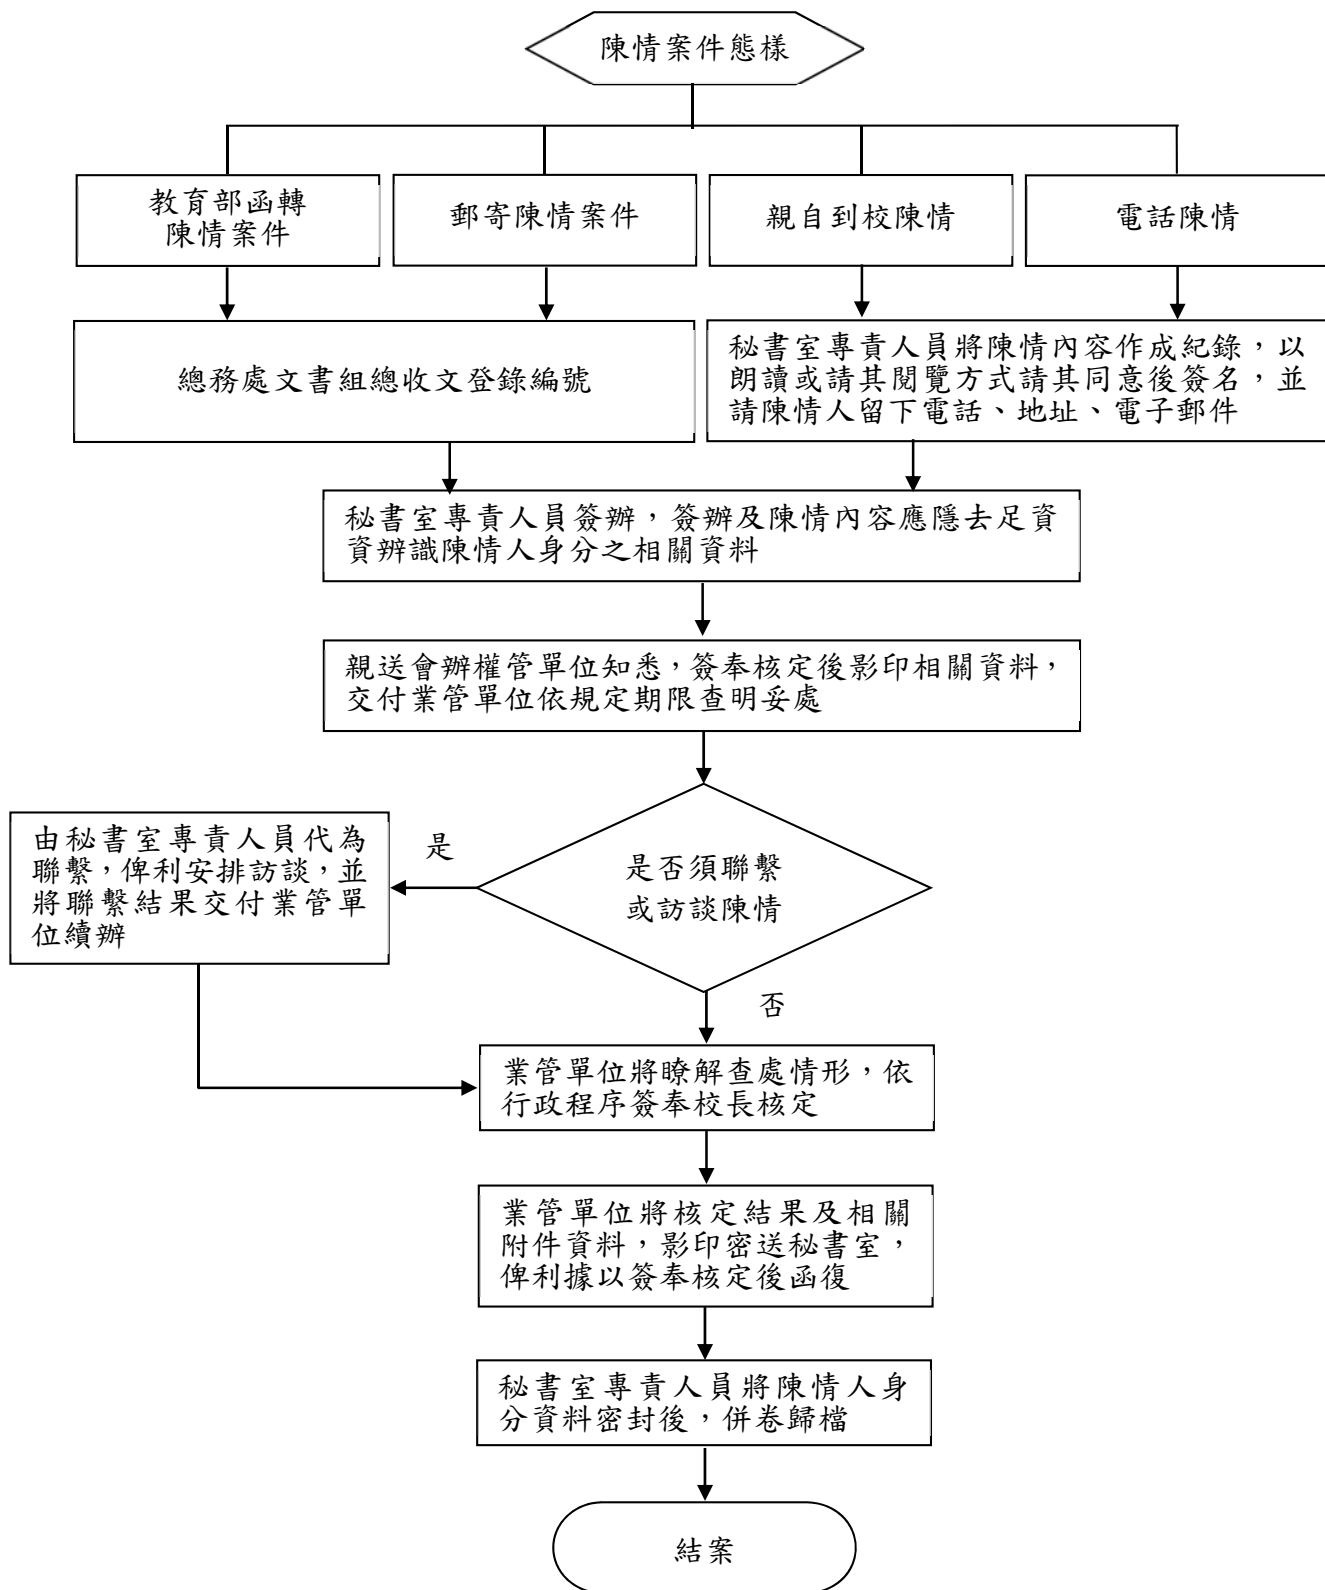 陳情案件態樣
教育部函轉
陳情案件
郵寄陳情案件
親自到校陳情
電話陳情
總務處文書組總收文登錄編號
秘書室專責人員將陳情內容作成紀錄，以
朗讀或請其閱覽方式請其同意後簽名，並
請陳情人留下電話、地址、電子郵件
秘書室專責人員簽辦，簽辦及陳情內容應隱去足資
資辨識陳情人身分之相關資料
親送會辦權管單位知悉，簽奉核定後影印相關資料，
交付業管單位依規定期限查明妥處
是否須聯繫
或訪談陳情
是
由秘書室專責人員代為
聯繫，俾利安排訪談，並
將聯繫結果交付業管單
位續辦
否
業管單位將瞭解查處情形，依
行政程序簽奉校長核定
業管單位將核定結果及相關
附件資料，影印密送秘書室，
俾利據以簽奉核定後函復
秘書室專責人員將陳情人身
分資料密封後，併卷歸檔
結案